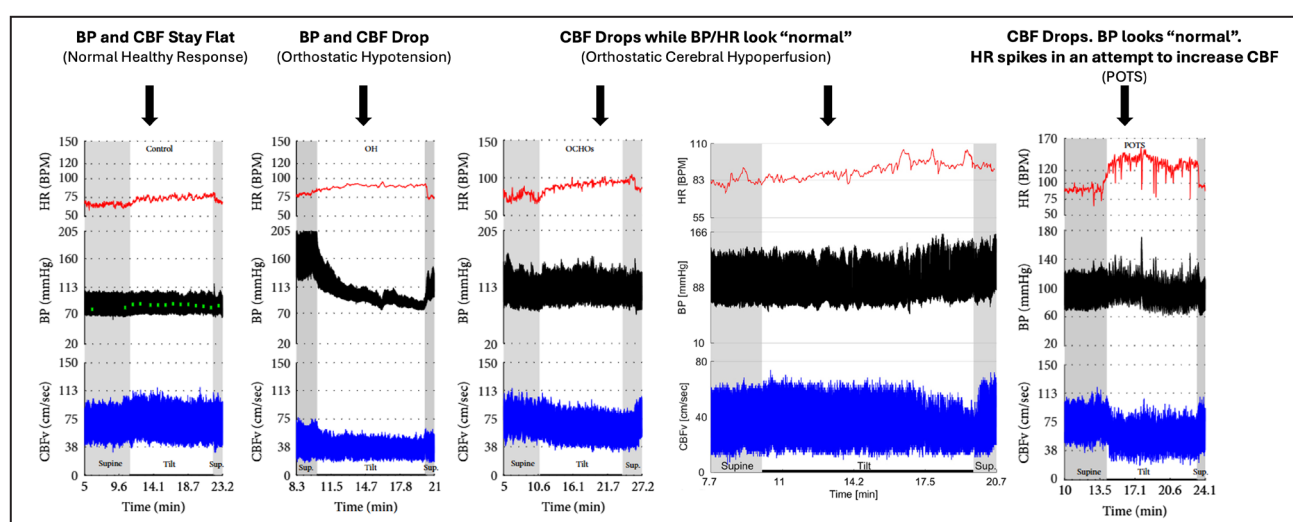 BP and CBF Stay Flat
(Normal Healthy Response)
BP and CBF Drop
(Orthostatic Hypotension)
CBF Drops while BP/HR look “normal”
(Orthostatic Cerebral Hypoperfusion)
CBF Drops. BP looks “normal”.
HR spikes in an attempt to increase CBF
(POTS)
Control
HR (BPM)
150
120
100
75
50
BP (mmHg)
205
160
113
70
20
CBFv (cm/sec)
150
113
75
38
0
Supine Tilt Sup.
5 9.6 14.1 18.7 23.2
Time (min)
OH
HR (BPM)
150
120
100
75
50
BP (mmHg)
205
160
113
70
20
CBFv (cm/sec)
150
113
75
38
0
Sup. Tilt Sup.
8.3 11.5 14.7 17.8 21
Time (min)
OCHOs
HR (BPM)
150
120
100
75
50
BP (mmHg)
205
160
113
70
20
CBFv (cm/sec)
150
113
75
38
0
Supine Tilt Sup.
5 10.6 16.1 21.7 27.2
Time (min)
HR [BPM]
110
83
55
BP [mmHg]
166
88
10
CBFv [cm/sec]
80
40
0
Supine Tilt Sup.
7.7 11 14.2 17.5 20.7
Time [min]
POTS
HR (BPM)
170
120
100
75
50
BP (mmHg)
180
140
100
60
20
CBFv (cm/sec)
150
113
75
38
0
Supine Tilt Sup.
10 13.5 17.1 20.6 24.1
Time (min)